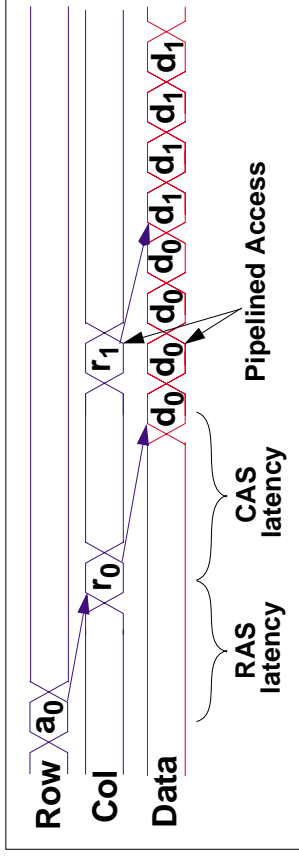 Row a0
Col r0 r1
Data d0 d0 d0 d0 d1 d1 d1 d1
RAS latency
CAS latency
Pipelined Access